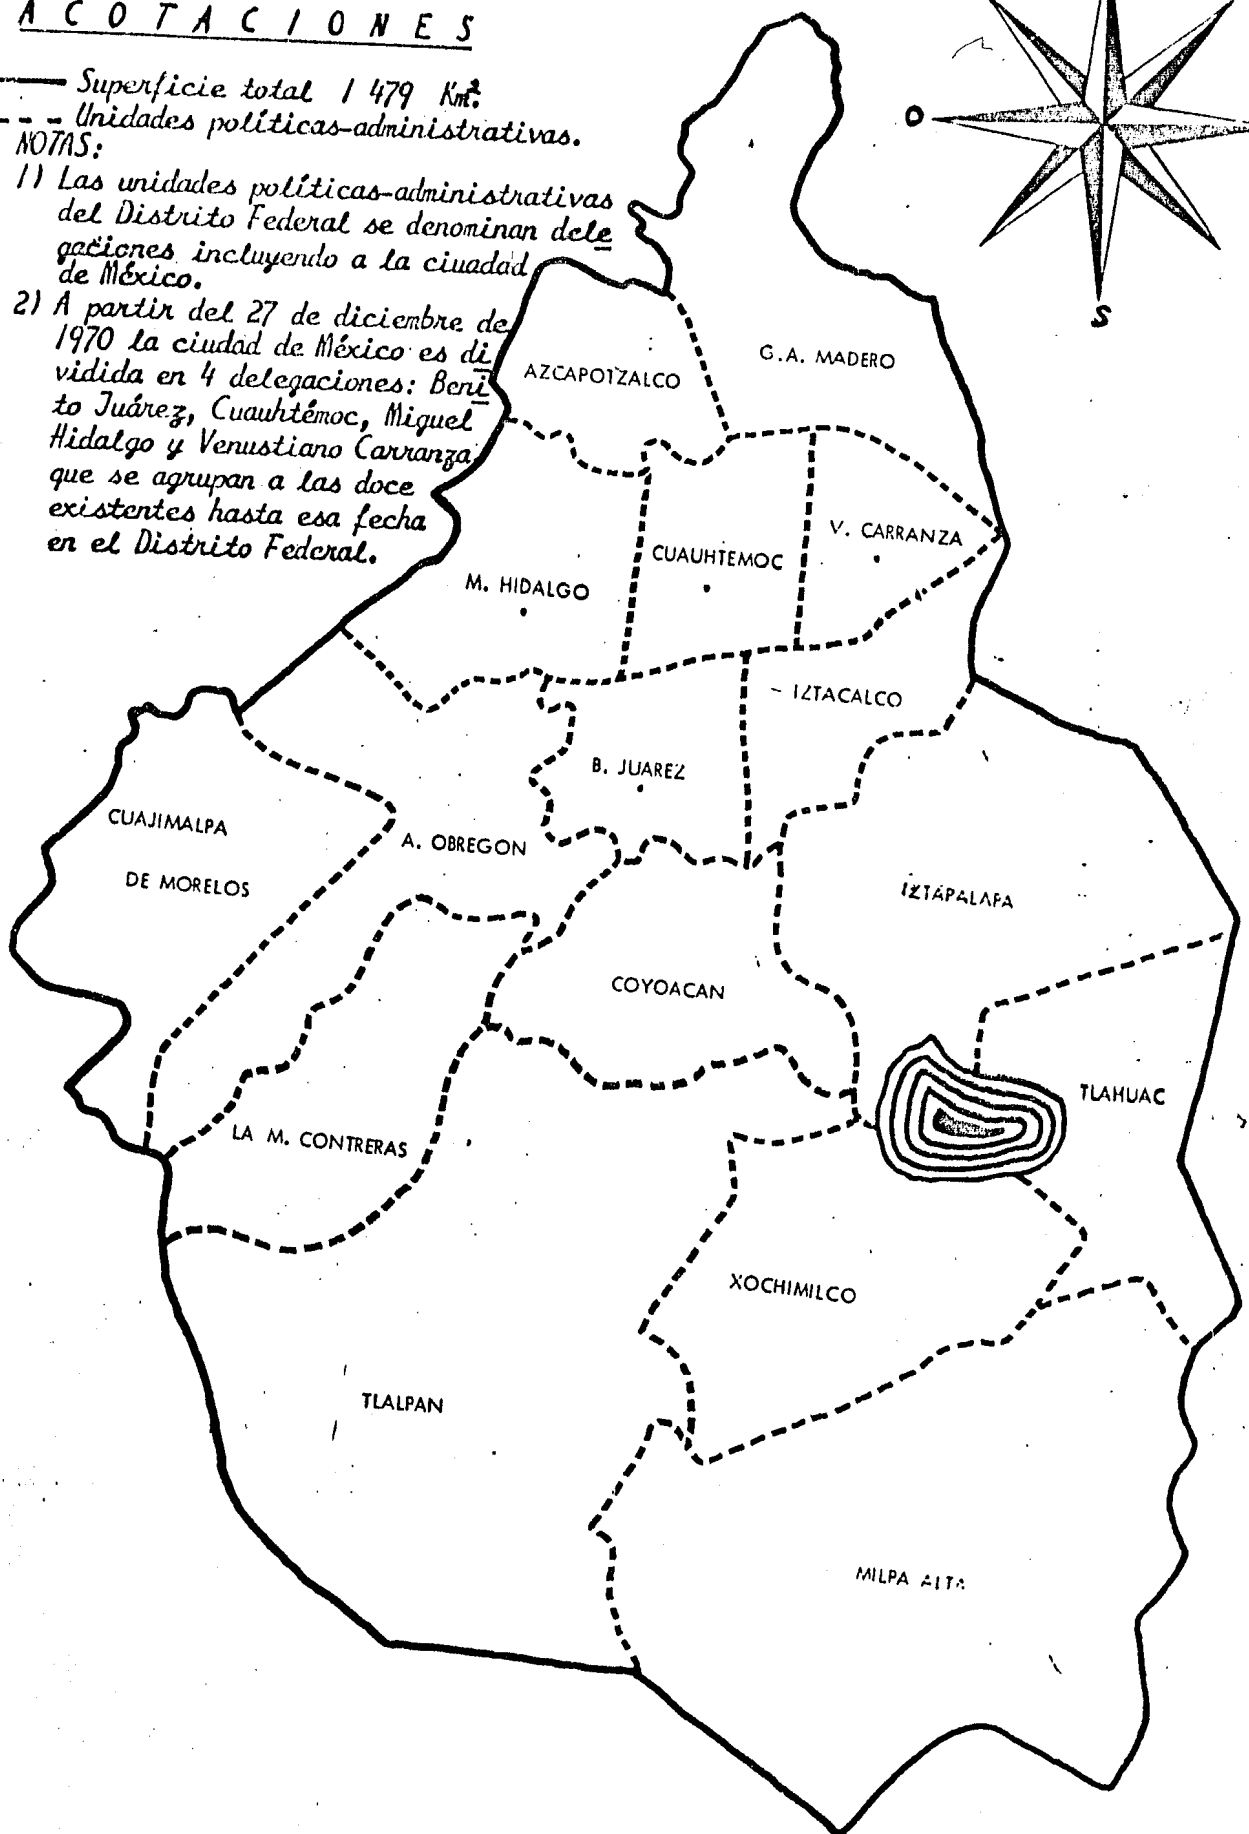 ACOTACIONES
Superficie total 1 479 Km².
Unidades políticas-administrativas.
NOTAS:
1) Las unidades políticas-administrativas
del Distrito Federal se denominan dele
gaciones incluyendo a la ciuadad
de México.
2) A partir del 27 de diciembre de
1970 la ciudad de México es di
vidida en 4 delegaciones: Beni
to Juárez, Cuauhtémoc, Miguel
Hidalgo y Venustiano Carranza
que se agrupan a las doce
existentes hasta esa fecha
en el Distrito Federal.
O
S
G.A. MADERO
AZCAPOTZALCO
V. CARRANZA
CUAUHTEMOC
M. HIDALGO
IZTACALCO
B. JUAREZ
CUAJIMALPA
DE MORELOS
A. OBREGON
IZTAPALAPA
COYOACAN
TLAHUAC
LA M. CONTRERAS
XOCHIMILCO
TLALPAN
MILPA ALTA